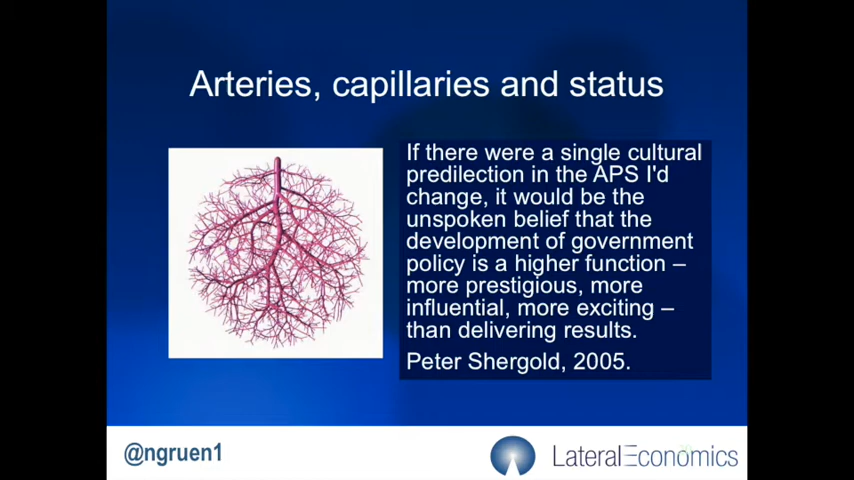 Arteries, capillaries and status
If there were a single cultural
predilection in the APS I'd
change, it would be the
unspoken belief that the
development of government
policy is a higher function –
more prestigious, more
influential, more exciting –
than delivering results.
Peter Shergold, 2005.
@ngruen1
LateralEconomics